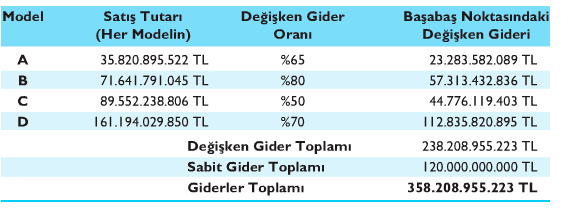 Model Satış Tutarı Değişken Gider Başabaş Noktasındaki
(Her Modelin) Oranı Değişken Gideri
A 35.820.895.522 TL %65 23.283.582.089 TL
B 71.641.791.045 TL %80 57.313.432.836 TL
C 89.552.238.806 TL %50 44.776.119.403 TL
D 161.194.029.850 TL %70 112.835.820.895 TL
Değişken Gider Toplamı 238.208.955.223 TL
Sabit Gider Toplamı 120.000.000.000 TL
Giderler Toplamı 358.208.955.223 TL